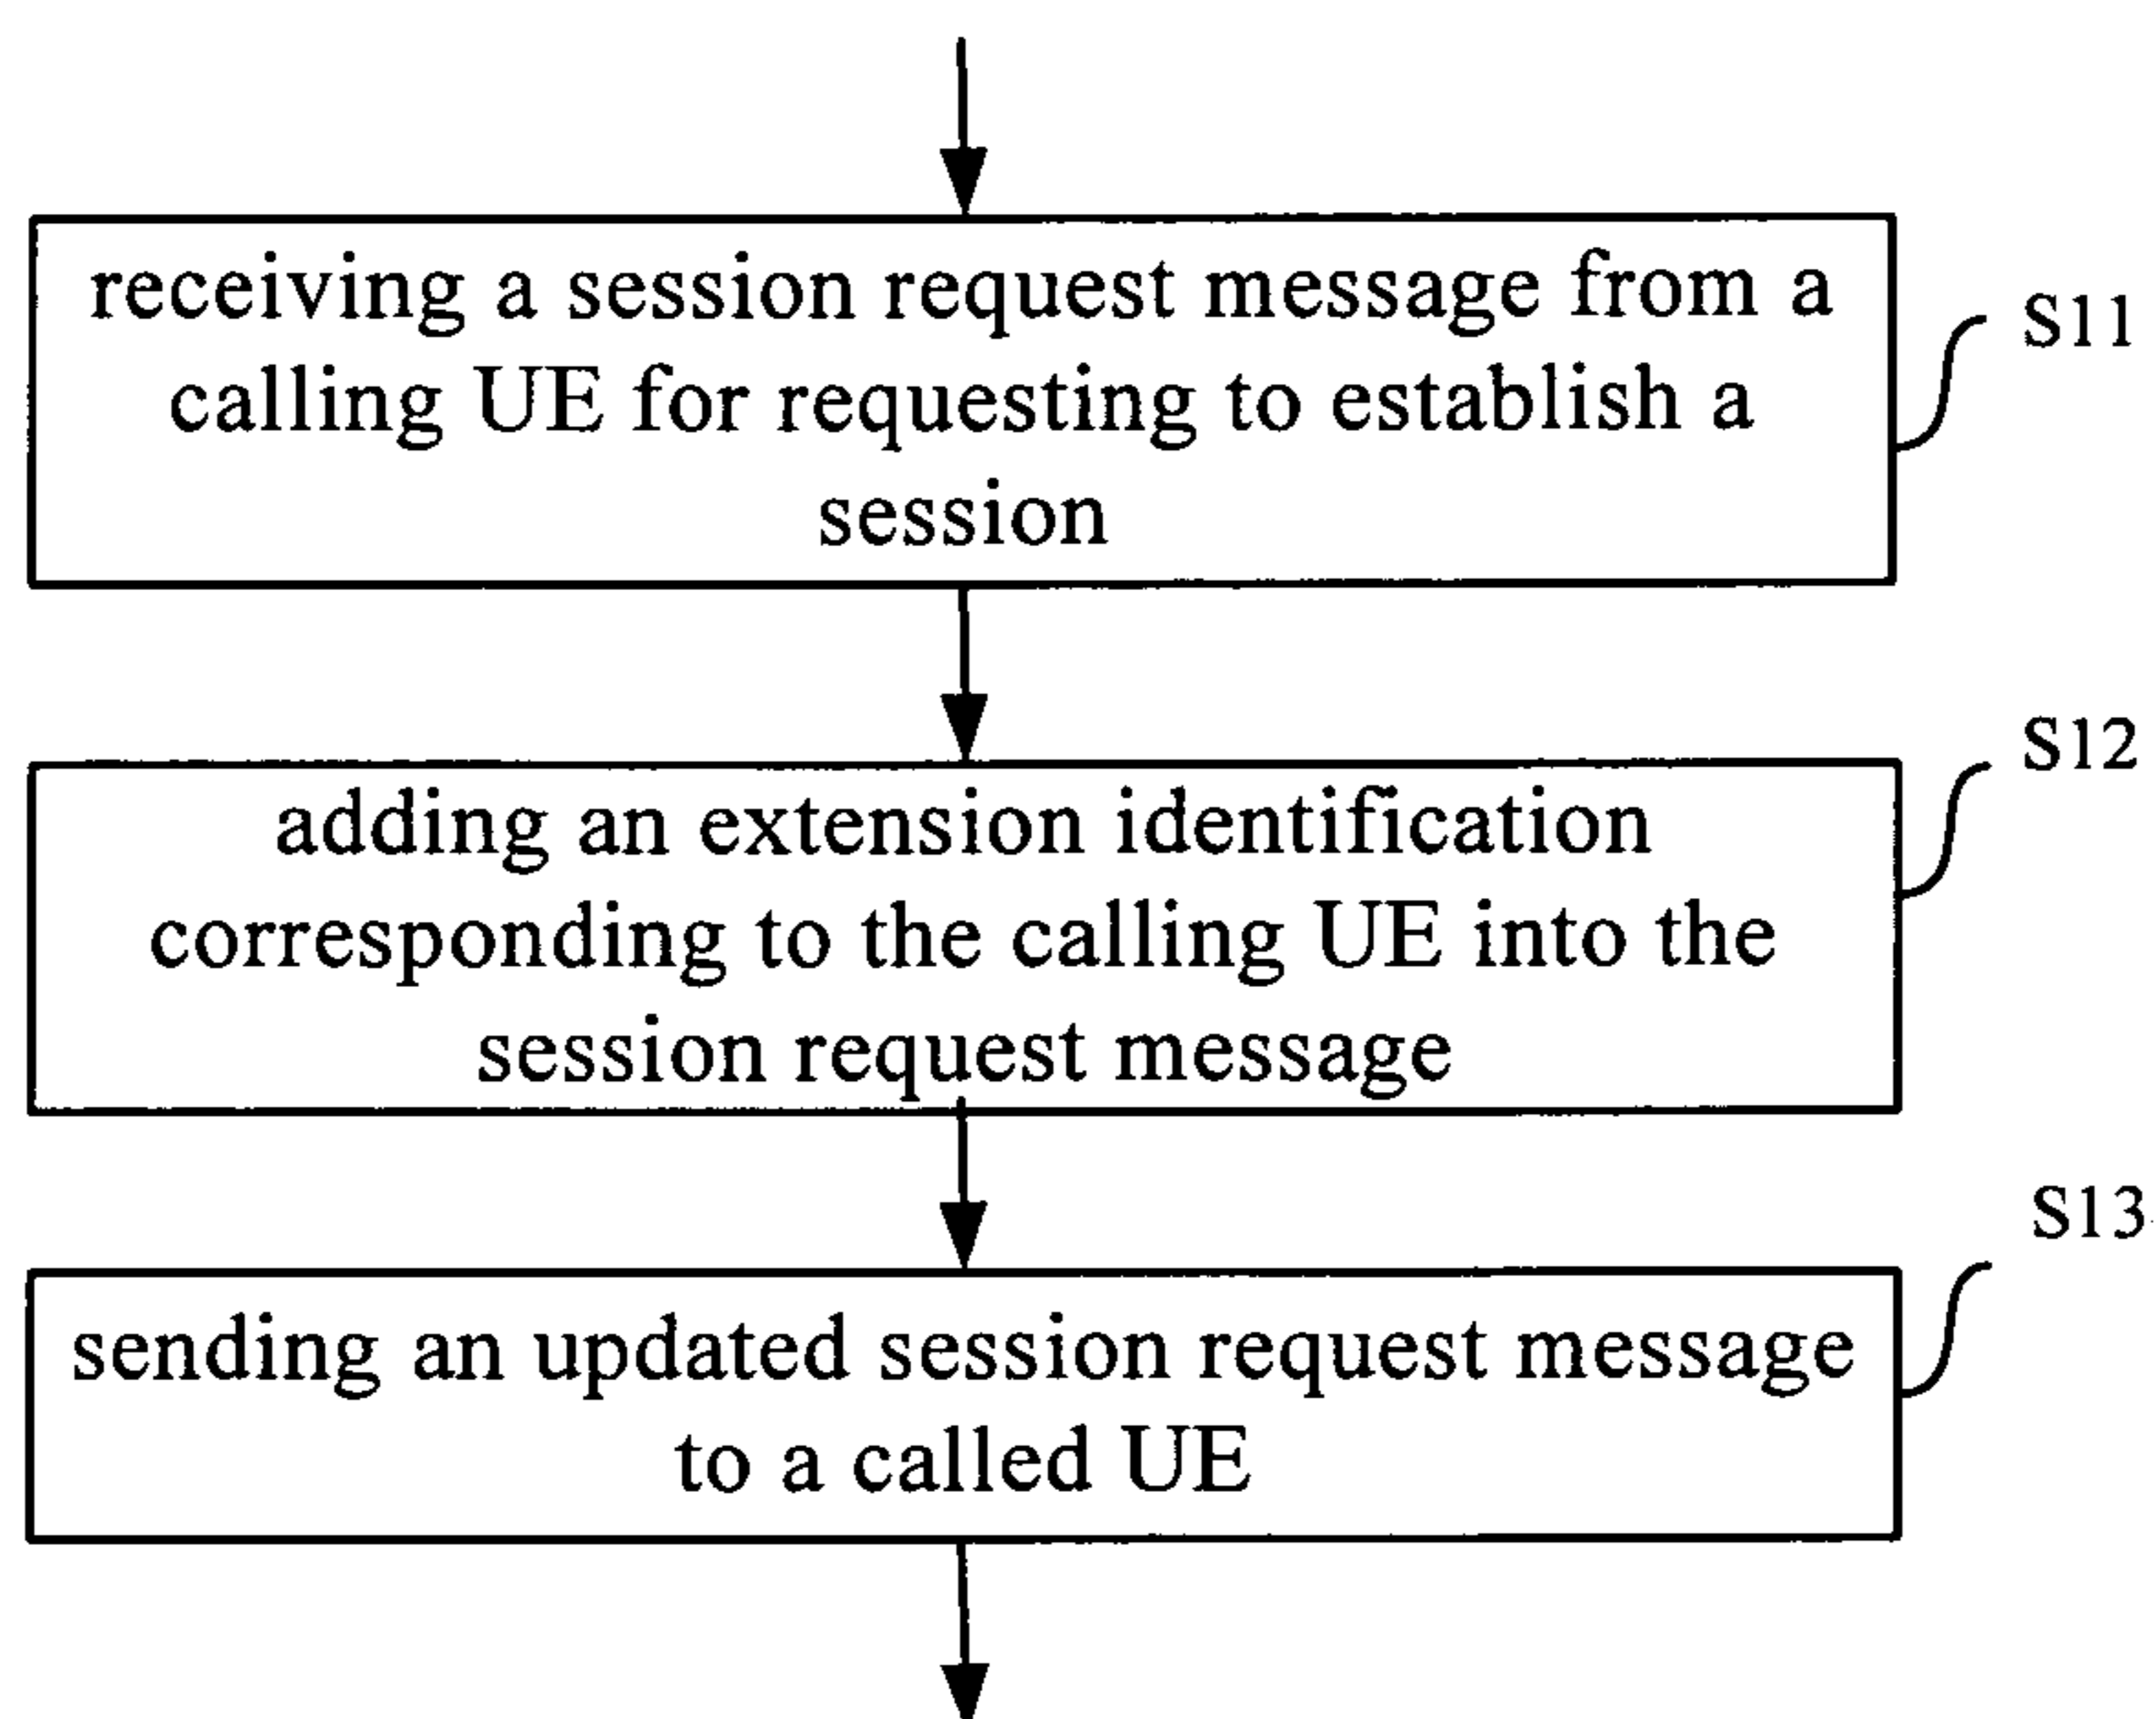 receiving a session request message from a
calling UE for requesting to establish a
session
S11
adding an extension identification
corresponding to the calling UE into the
session request message
S12
sending an updated session request message
to a called UE
S13